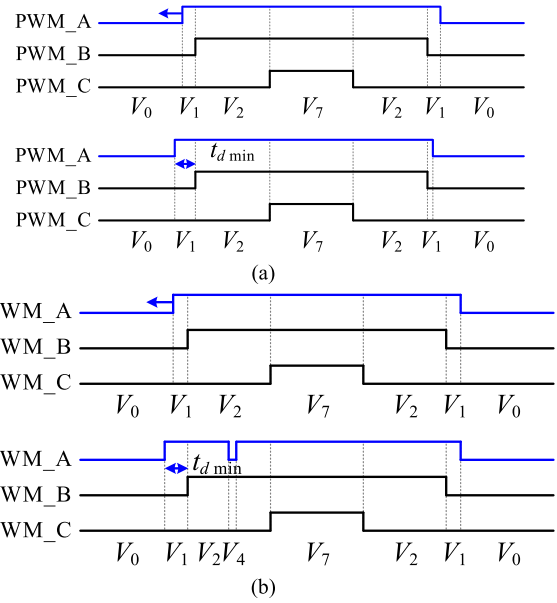 PWM_A
PWM_B
PWM_C
V0 V1 V2 V7 V2 V1 V0
PWM_A
td min
PWM_B
PWM_C
V0 V1 V2 V7 V2 V1 V0
(a)
WM_A
WM_B
WM_C
V0 V1 V2 V7 V2 V1 V0
WM_A
td min
WM_B
WM_C
V0 V1 V2 V4 V7 V2 V1 V0
(b)